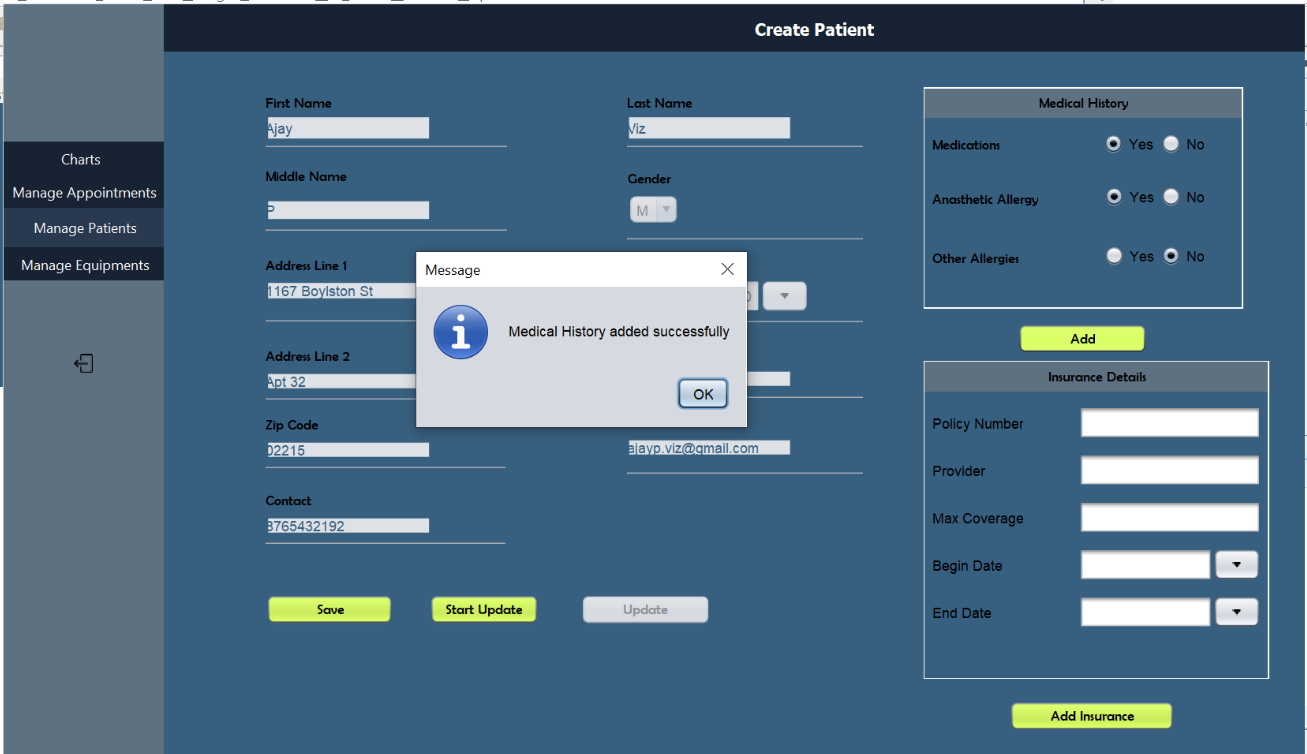 Create Patient
Charts
Manage Appointments
Manage Patients
Manage Equipments
First Name
Ajay
Last Name
Viz
Middle Name
P
Gender
M
Address Line 1
1167 Boylston St
Address Line 2
Apt 32
Zip Code
02215
ajayp.viz@gmail.com
Contact
8765432192
Save
Start Update
Update
Message
Medical History added successfully
OK
Medical History
Medications
Yes No
Anasthetic Allergy
Yes No
Other Allergies
Yes No
Add
Insurance Details
Policy Number
Provider
Max Coverage
Begin Date
End Date
Add Insurance